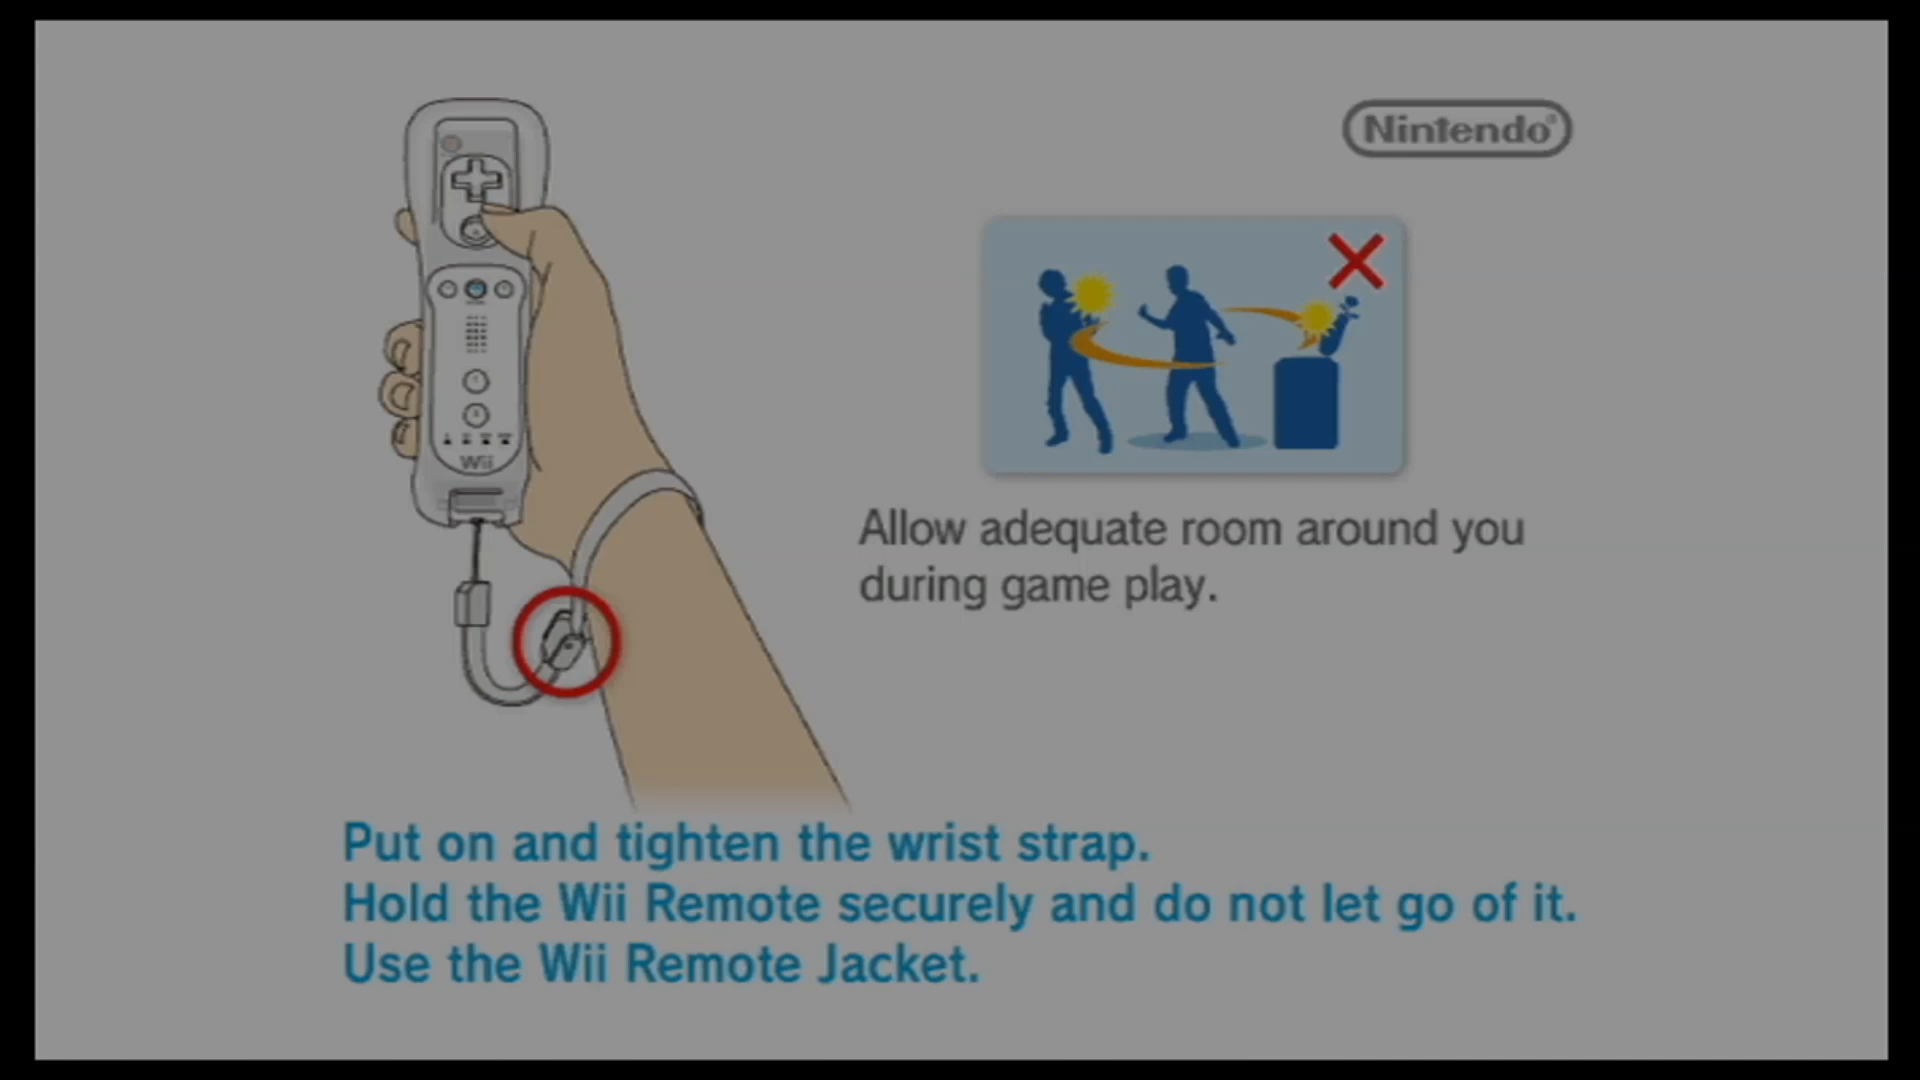 Nintendo®
Wii
Allow adequate room around you
during game play.
Put on and tighten the wrist strap.
Hold the Wii Remote securely and do not let go of it.
Use the Wii Remote Jacket.